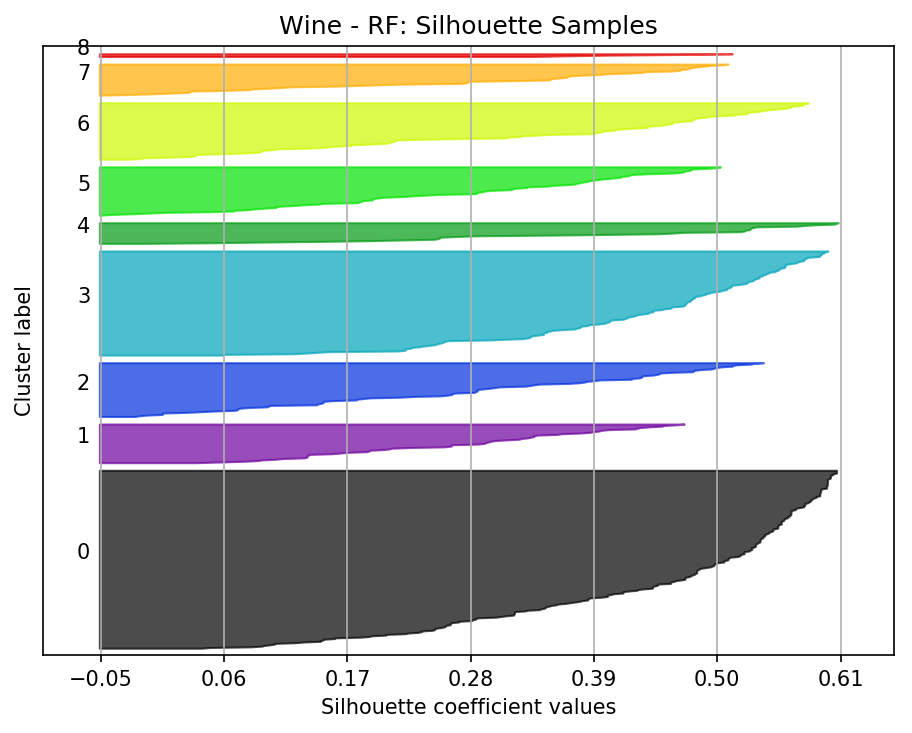 Wine - RF: Silhouette Samples
8
7
6
5
4
3
2
1
0
Cluster label
−0.05 0.06 0.17 0.28 0.39 0.50 0.61
Silhouette coefficient values